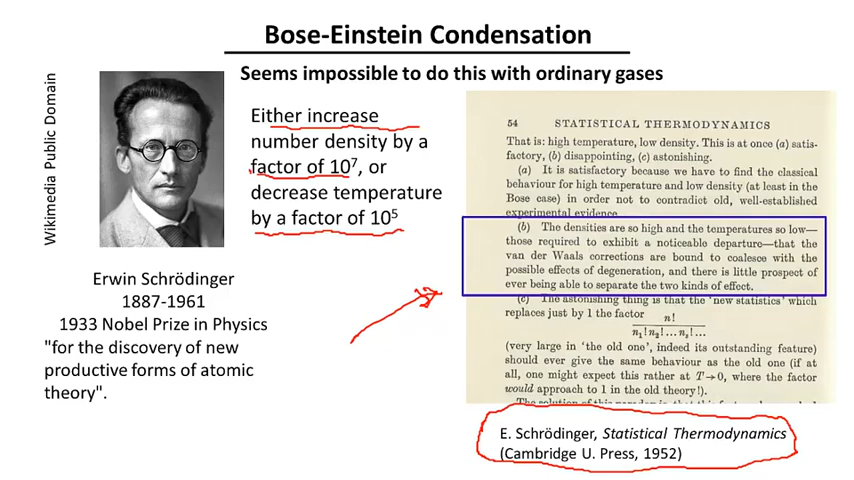 Bose-Einstein Condensation
Seems impossible to do this with ordinary gases
Wikimedia Public Domain
Either increase
number density by a
factor of 10⁷, or
decrease temperature
by a factor of 10⁵
Erwin Schrödinger
1887-1961
1933 Nobel Prize in Physics
"for the discovery of new
productive forms of atomic
theory".
54 STATISTICAL THERMODYNAMICS
That is: high temperature, low density. This is at once (a) satis-
factory, (b) disappointing, (c) astonishing.
(a) It is satisfactory because we have to find the classical
behaviour for high temperature and low density (at least in the
Bose case) in order not to contradict old, well-established
experimental evidence.
(b) The densities are so high and the temperatures so low—
those required to exhibit a noticeable departure—that the
van der Waals corrections are bound to coalesce with the
possible effects of degeneration, and there is little prospect of
ever being able to separate the two kinds of effect.
(c) The astonishing thing is that the 'new statistics' which
replaces just by 1 the factor
n!
n₁! n₂! ... nₛ! ...
(very large in 'the old one', indeed its outstanding feature)
should ever give the same behaviour as the old one (if at
all, one might expect this rather at T→0, where the factor
would approach to 1 in the old theory!).
E. Schrödinger, Statistical Thermodynamics
(Cambridge U. Press, 1952)